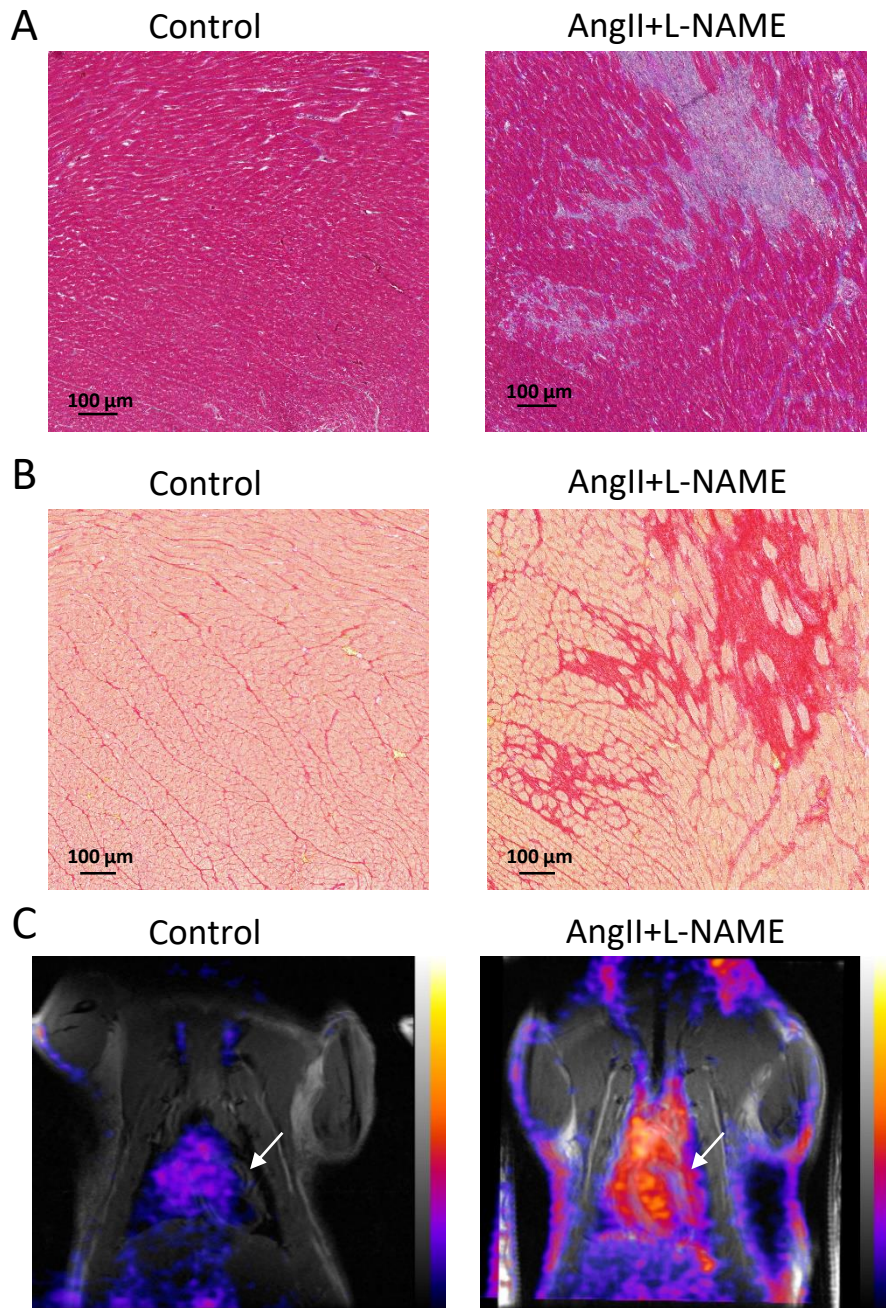 A
Control
AngII+L-NAME
100 µm
100 µm
B
Control
AngII+L-NAME
100 µm
100 µm
C
Control
AngII+L-NAME